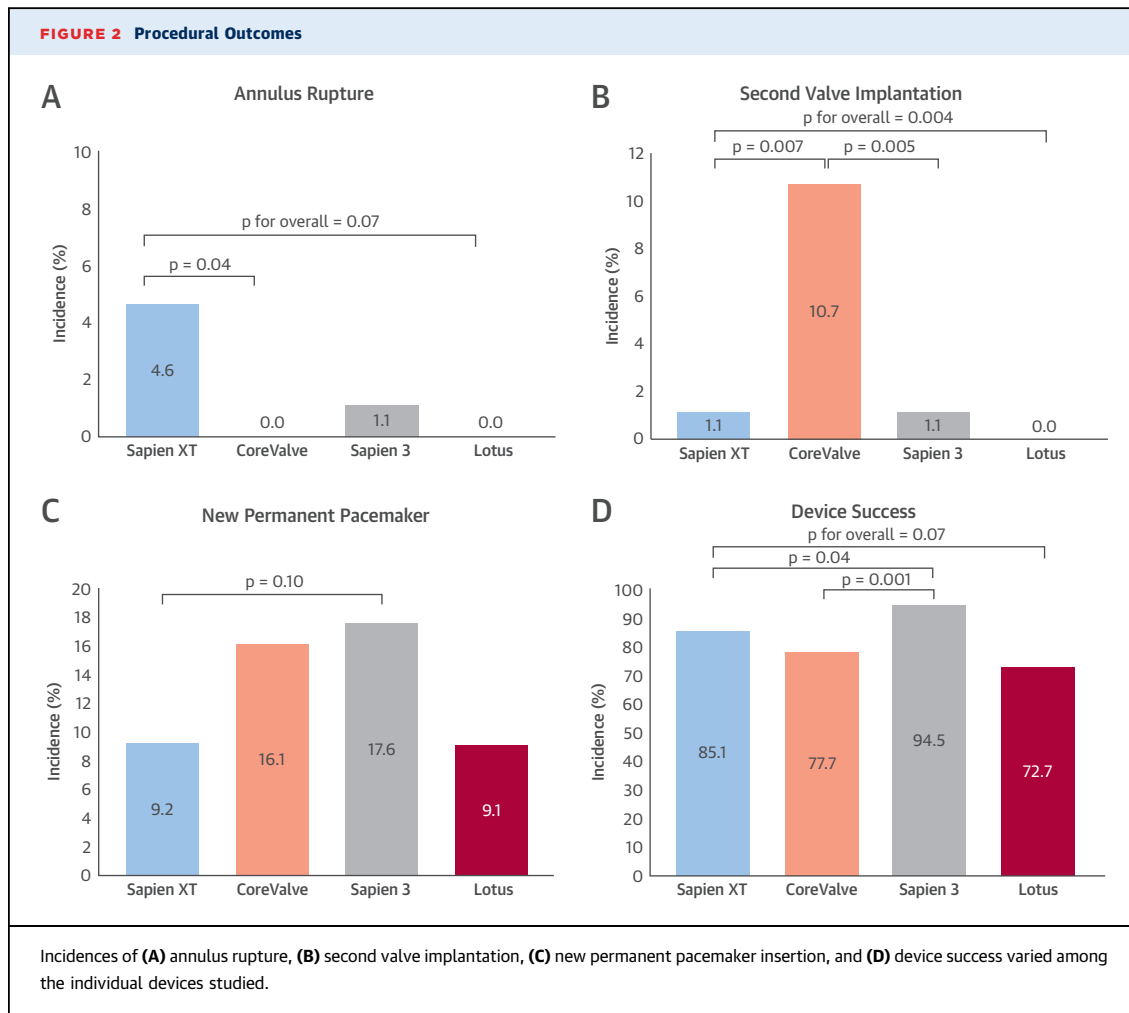 FIGURE 2 Procedural Outcomes
A
Annulus Rupture
p for overall = 0.07
p = 0.04
Incidence (%)
10
8
6
4
2
0
4.6
0.0
1.1
0.0
Sapien XT CoreValve Sapien 3 Lotus
B
Second Valve Implantation
p for overall = 0.004
p = 0.007 p = 0.005
Incidence (%)
12
10
8
6
4
2
0
1.1
10.7
1.1
0.0
Sapien XT CoreValve Sapien 3 Lotus
C
New Permanent Pacemaker
p = 0.10
Incidence (%)
20
18
16
14
12
10
8
6
4
2
0
9.2
16.1
17.6
9.1
Sapien XT CoreValve Sapien 3 Lotus
D
Device Success
p for overall = 0.07
p = 0.04
p = 0.001
Incidence (%)
100
90
80
70
60
50
40
30
20
10
0
85.1
77.7
94.5
72.7
Sapien XT CoreValve Sapien 3 Lotus
Incidences of (A) annulus rupture, (B) second valve implantation, (C) new permanent pacemaker insertion, and (D) device success varied among
the individual devices studied.